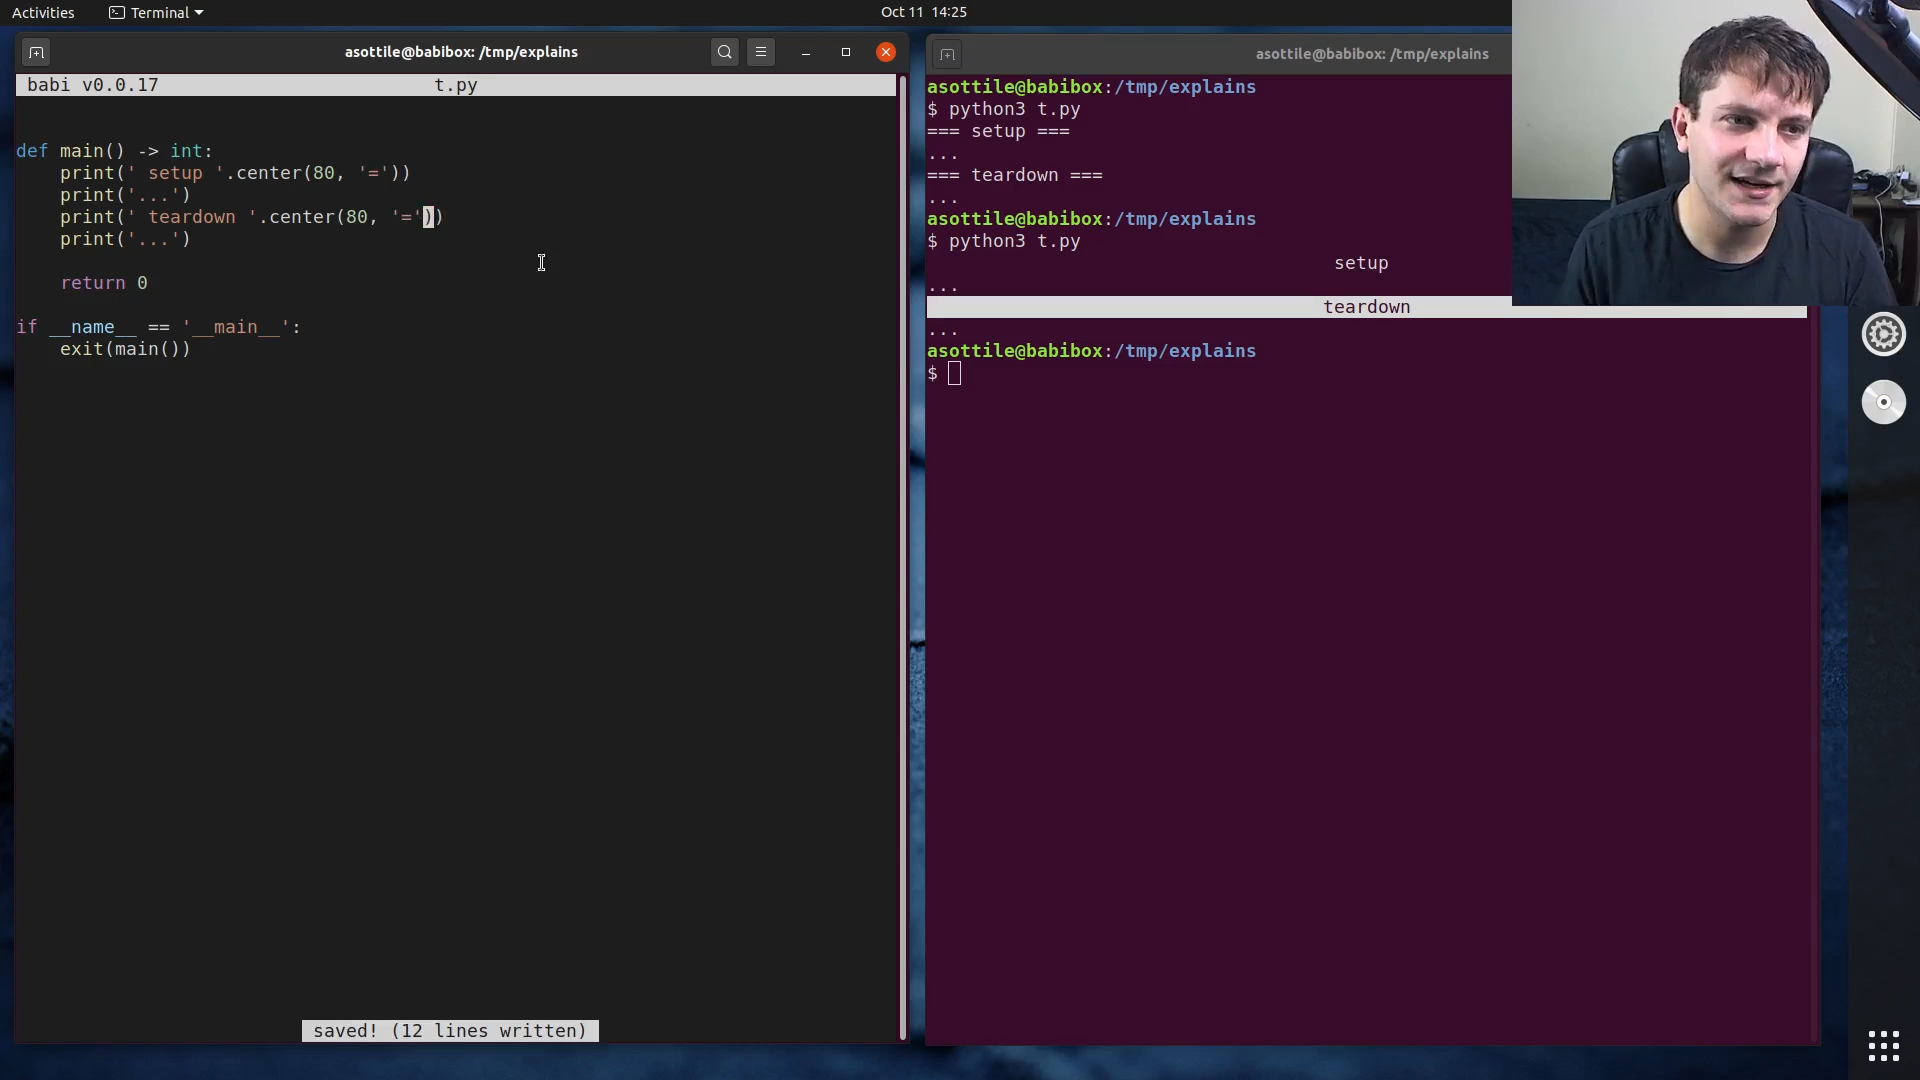 Activities
Terminal
Oct 11 14:25
asottile@babibox: /tmp/explains
babi v0.0.17 t.py
def main() -> int:
    print(' setup '.center(80, '='))
    print('...')
    print(' teardown '.center(80, '='))
    print('...')
    return 0
if __name__ == '__main__':
    exit(main())
saved! (12 lines written)
asottile@babibox: /tmp/explains
asottile@babibox:/tmp/explains
$ python3 t.py
=== setup ===
...
=== teardown ===
...
asottile@babibox:/tmp/explains
$ python3 t.py
setup
...
teardown
...
asottile@babibox:/tmp/explains
$